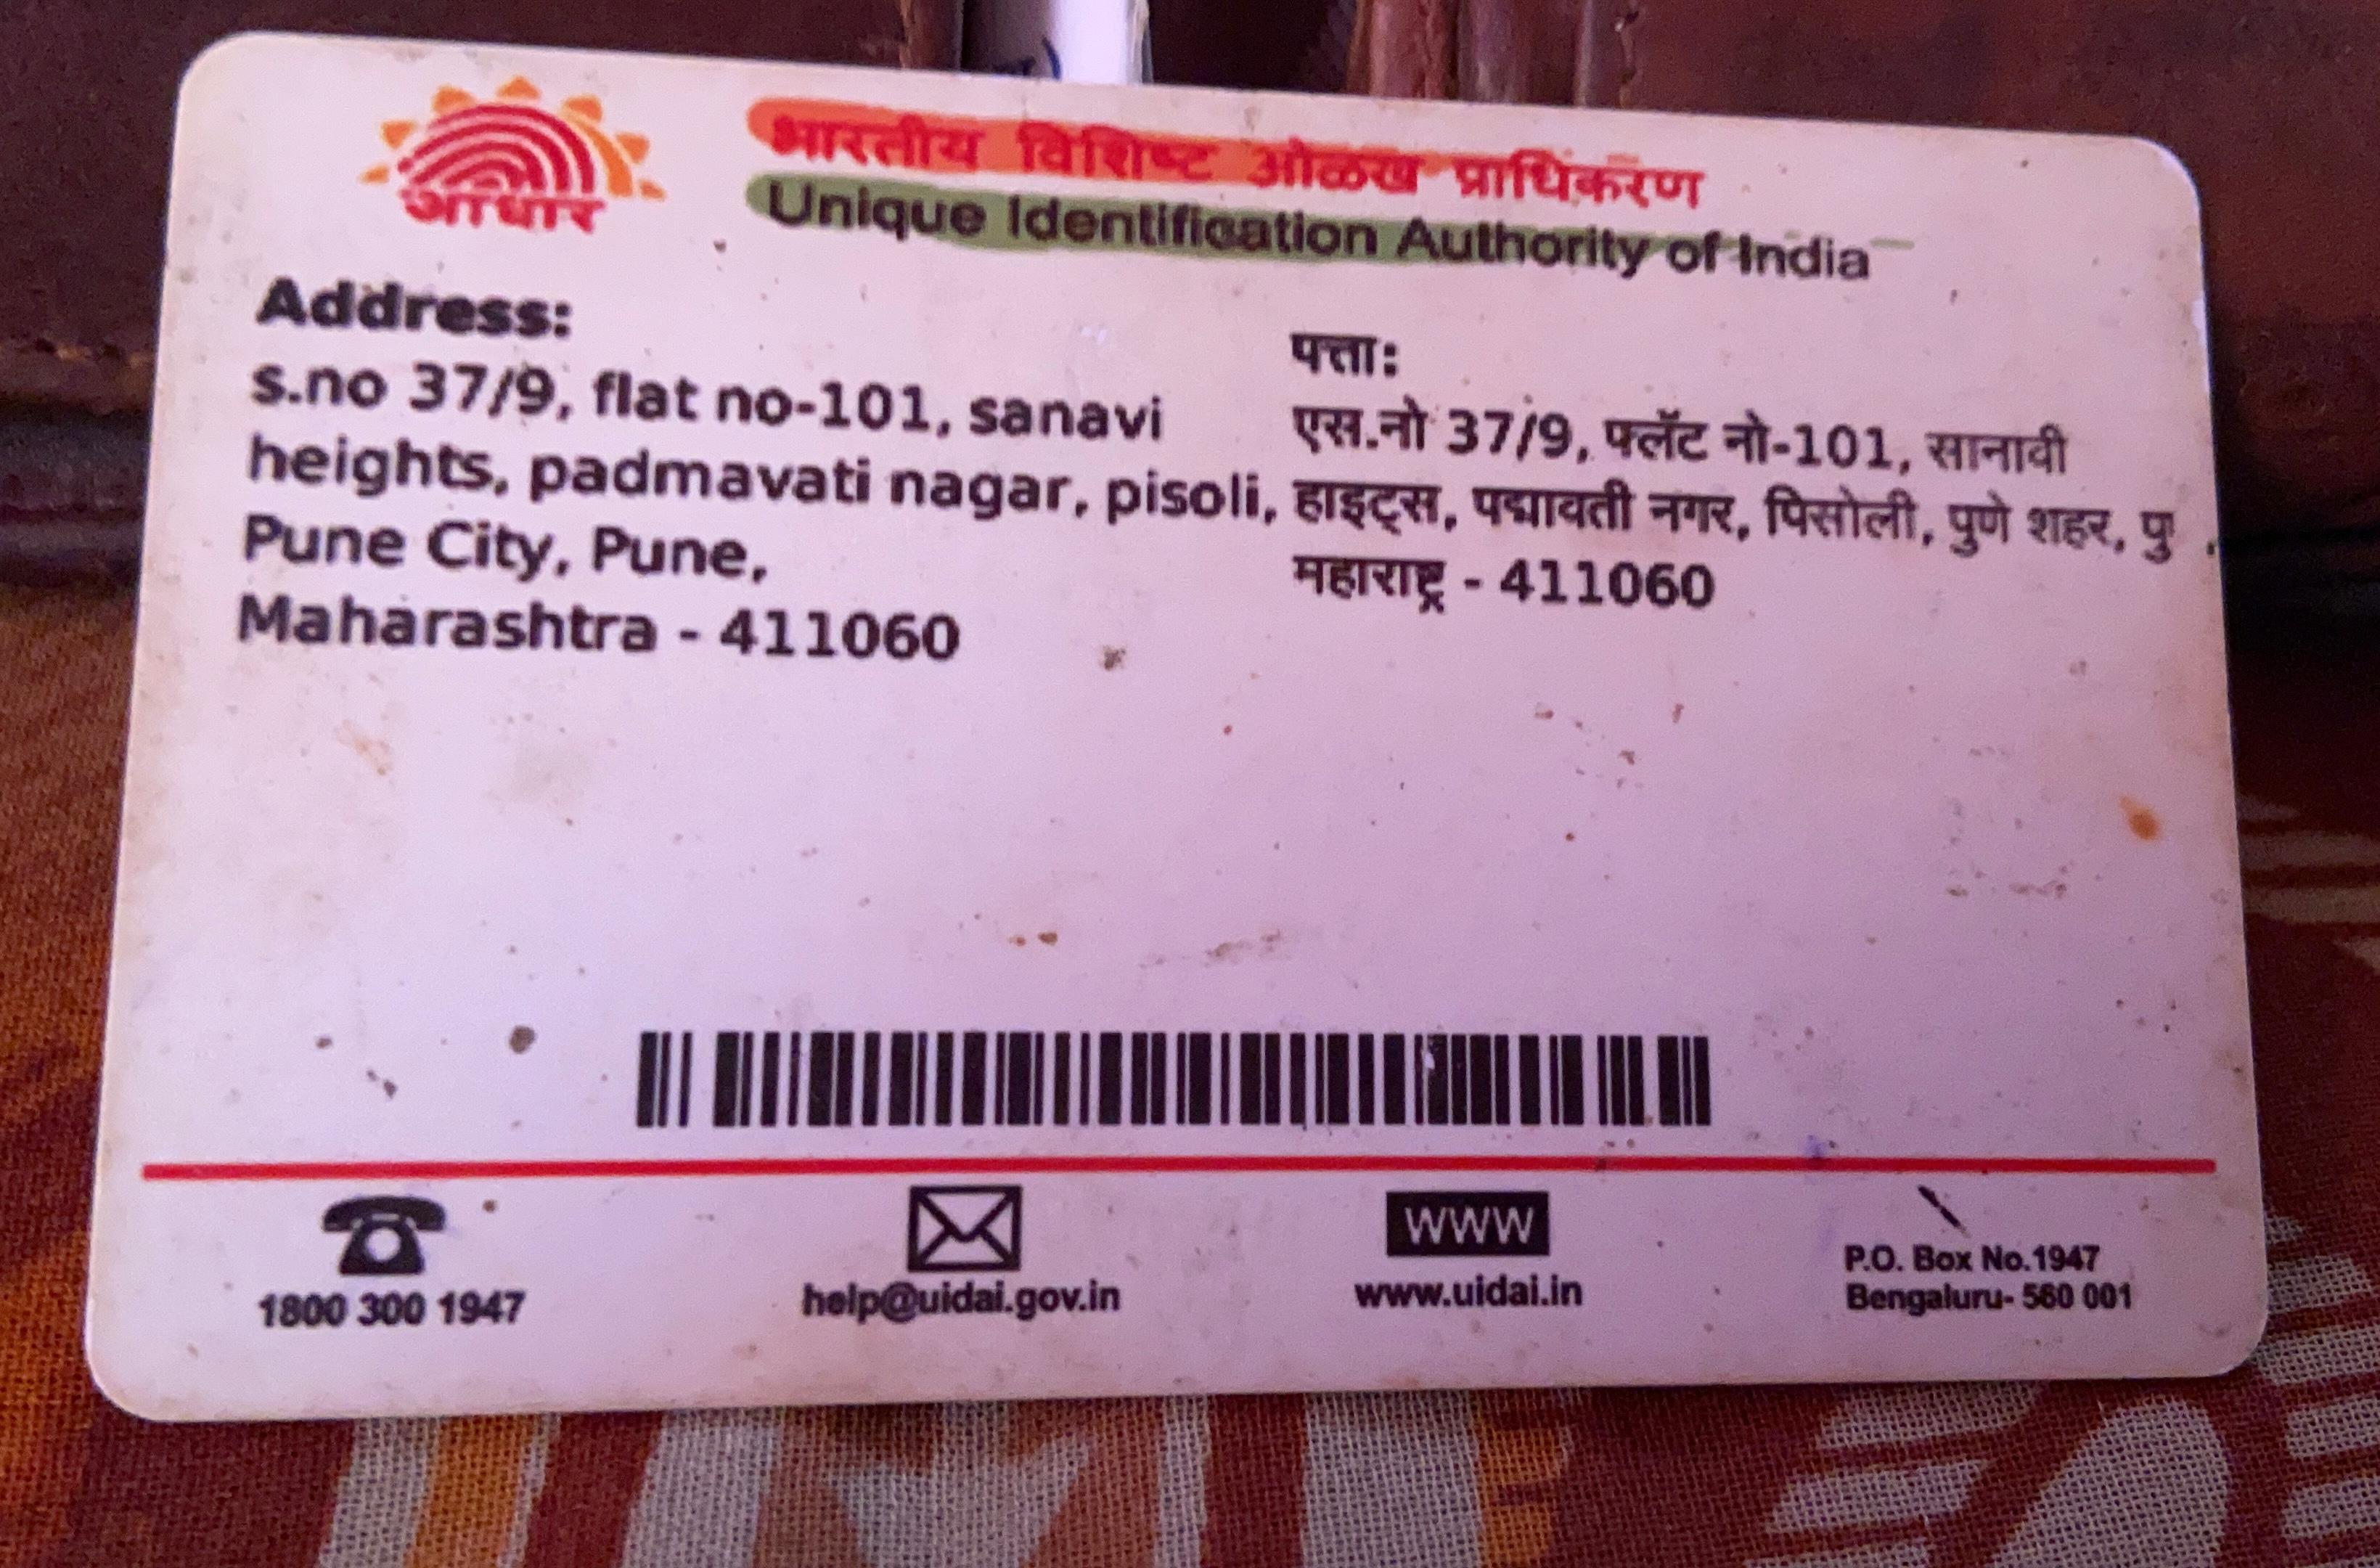 आधार
भारतीय विशिष्ट ओळख प्राधिकरण
Unique Identification Authority of India
Address:
s.no 37/9, flat no-101, sanavi
heights, padmavati nagar, pisoli,
Pune City, Pune,
Maharashtra - 411060
पत्ता:
एस.नो 37/9, फ्लॅट नो-101, सानावी
हाइट्स, पद्मावती नगर, पिसोली, पुणे शहर,
महाराष्ट्र - 411060
1800 300 1947
help@uidai.gov.in
www
www.uidai.in
P.O. Box No.1947
Bengaluru- 560 001